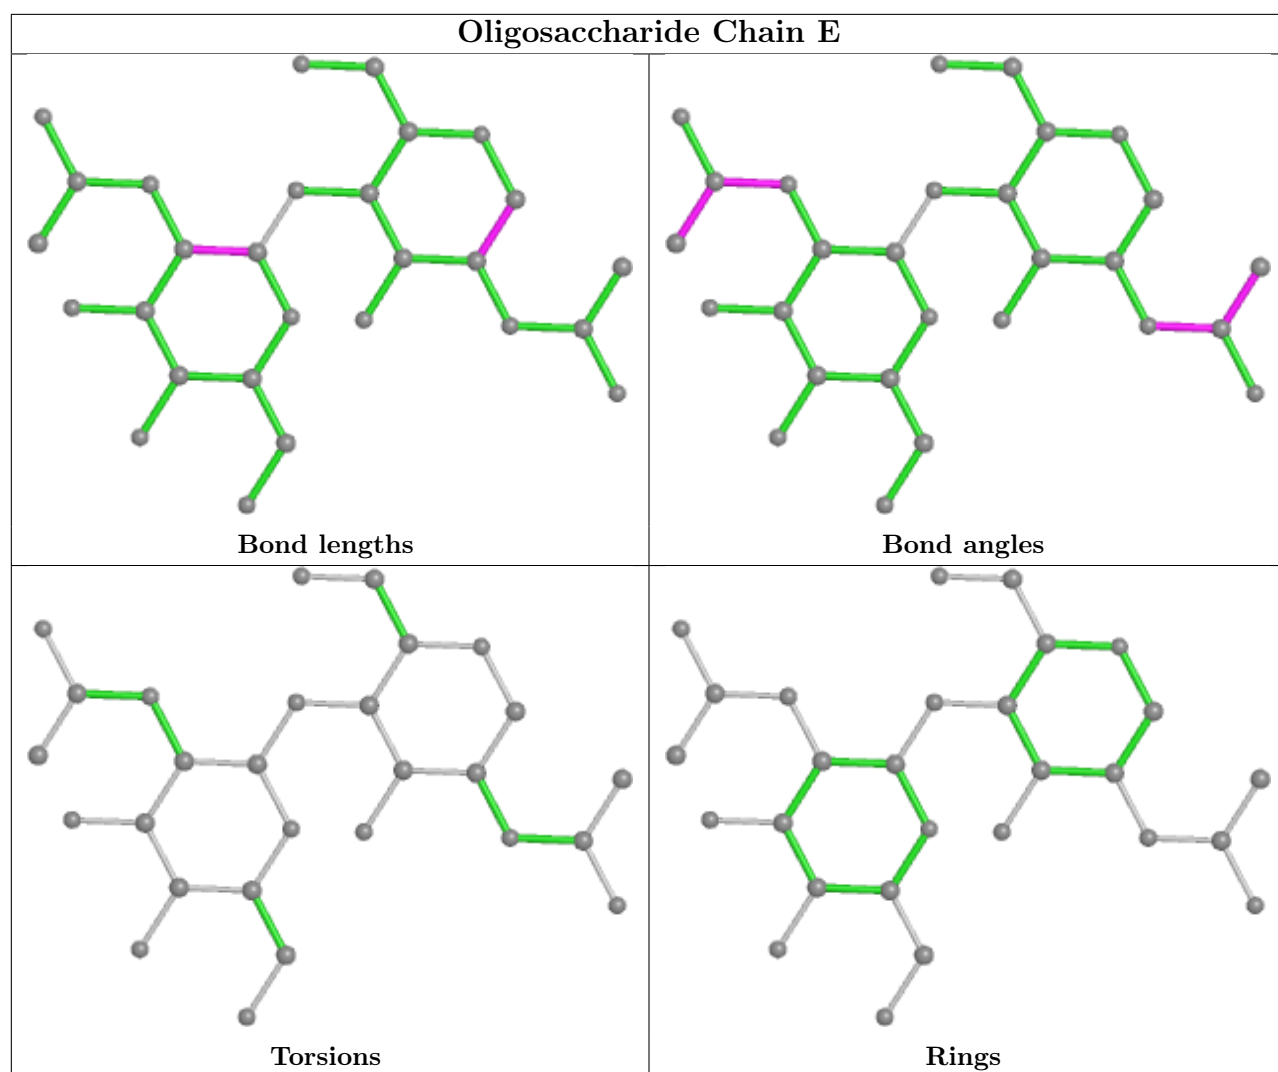 Oligosaccharide Chain E
Bond lengths
Bond angles
Torsions
Rings